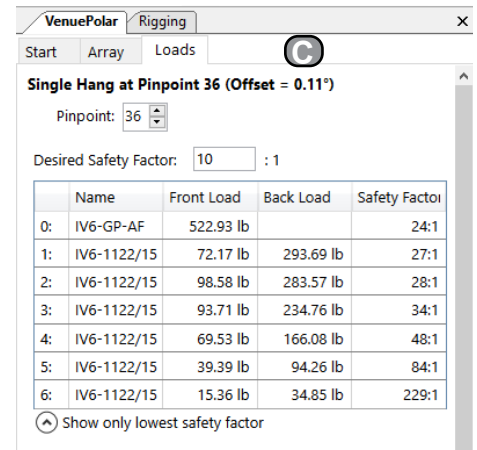 VenuePolar Rigging x
Start Array Loads C
Single Hang at Pinpoint 36 (Offset = 0.11°)
Pinpoint: 36
Desired Safety Factor: 10 : 1
Name Front Load Back Load Safety Factor
0: IV6-GP-AF 522.93 lb 24:1
1: IV6-1122/15 72.17 lb 293.69 lb 27:1
2: IV6-1122/15 98.58 lb 283.57 lb 28:1
3: IV6-1122/15 93.71 lb 234.76 lb 34:1
4: IV6-1122/15 69.53 lb 166.08 lb 48:1
5: IV6-1122/15 39.39 lb 94.26 lb 84:1
6: IV6-1122/15 15.36 lb 34.85 lb 229:1
Show only lowest safety factor